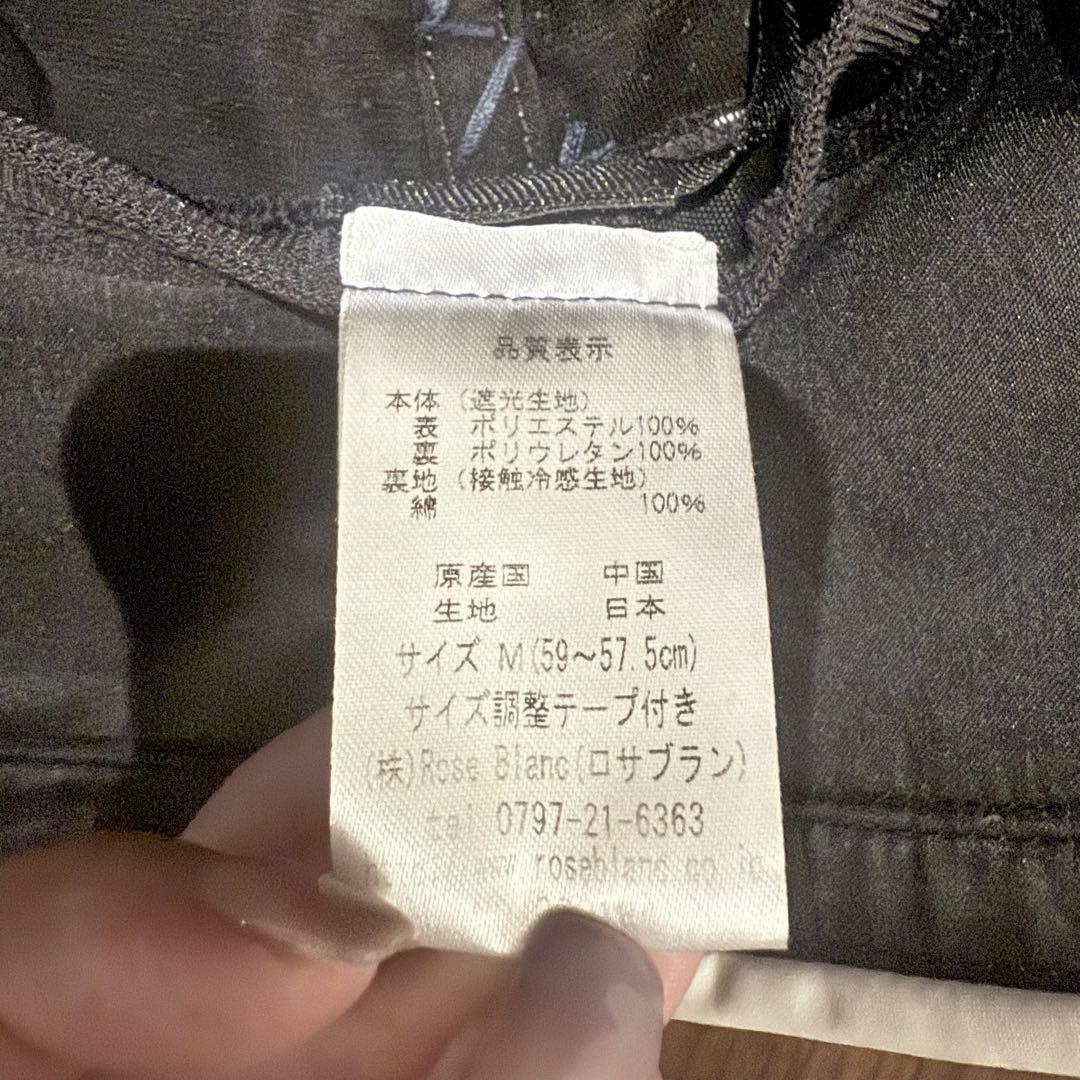 品質表示
本体（遮光生地）
表 ポリエステル100%
裏 ポリウレタン100%
裏地（接触冷感生地）
綿 100%
原産国 中国
生地 日本
サイズ M(59～57.5cm)
サイズ調整テープ付き
(株)Rose Blanc(ロサブラン)
tel 0797-21-6363
roseblanc.co.jp